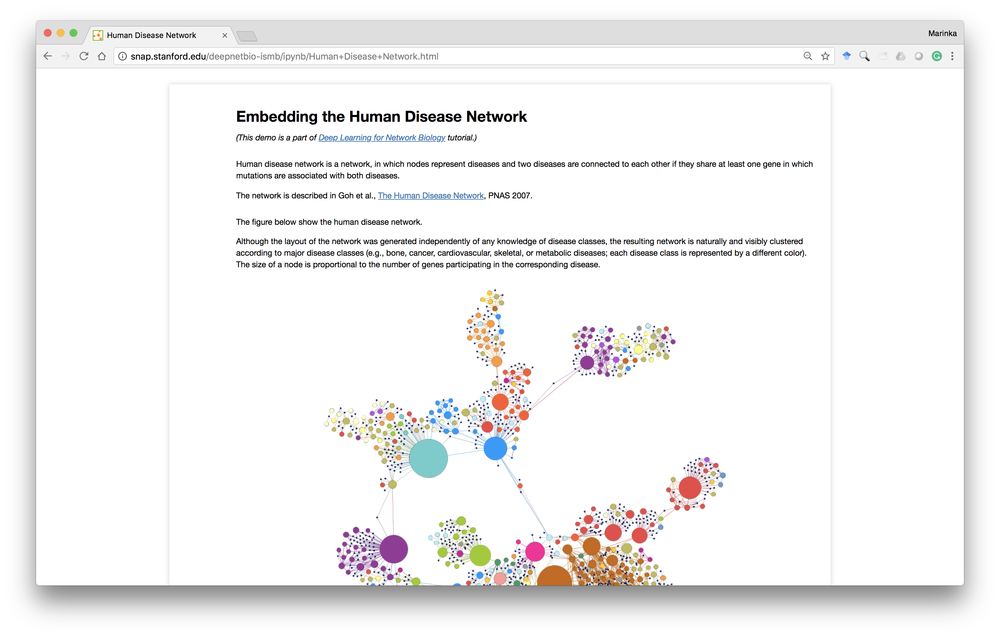 Human Disease Network
Marinka
snap.stanford.edu/deepnetbio-ismb/ipynb/Human+Disease+Network.html
Embedding the Human Disease Network
(This demo is a part of Deep Learning for Network Biology tutorial.)
Human disease network is a network, in which nodes represent diseases and two diseases are connected to each other if they share at least one gene in which
mutations are associated with both diseases.
The network is described in Goh et al., The Human Disease Network, PNAS 2007.
The figure below show the human disease network.
Although the layout of the network was generated independently of any knowledge of disease classes, the resulting network is naturally and visibly clustered
according to major disease classes (e.g., bone, cancer, cardiovascular, skeletal, or metabolic diseases; each disease class is represented by a different color).
The size of a node is proportional to the number of genes participating in the corresponding disease.